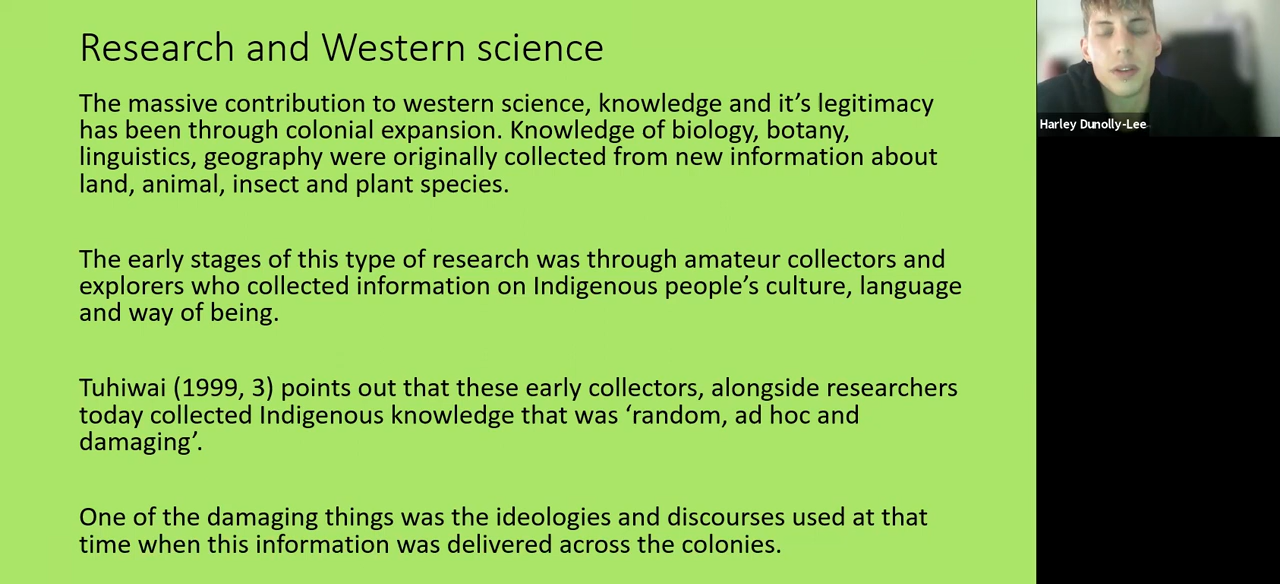 Research and Western science
The massive contribution to western science, knowledge and it's legitimacy
has been through colonial expansion. Knowledge of biology, botany,
linguistics, geography were originally collected from new information about
land, animal, insect and plant species.
The early stages of this type of research was through amateur collectors and
explorers who collected information on Indigenous people's culture, language
and way of being.
Tuhiwai (1999, 3) points out that these early collectors, alongside researchers
today collected Indigenous knowledge that was ‘random, ad hoc and
damaging’.
One of the damaging things was the ideologies and discourses used at that
time when this information was delivered across the colonies.
Harley Dunolly-Lee